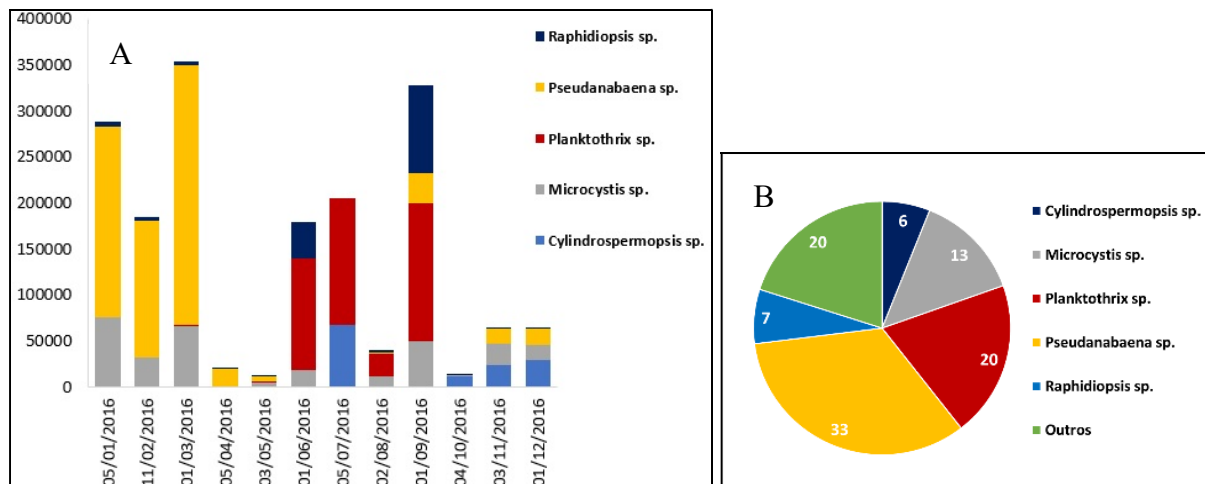 400000
350000
300000
250000
200000
150000
100000
50000
0
A
Raphidiopsis sp.
Pseudanabaena sp.
Planktothrix sp.
Microcystis sp.
Cylindrospermopsis sp.
05/01/2016
11/02/2016
01/03/2016
05/04/2016
03/05/2016
01/06/2016
05/07/2016
02/08/2016
01/09/2016
04/10/2016
03/11/2016
01/12/2016
B
6
13
20
33
7
20
Cylindrospermopsis sp.
Microcystis sp.
Planktothrix sp.
Pseudanabaena sp.
Raphidiopsis sp.
Outros